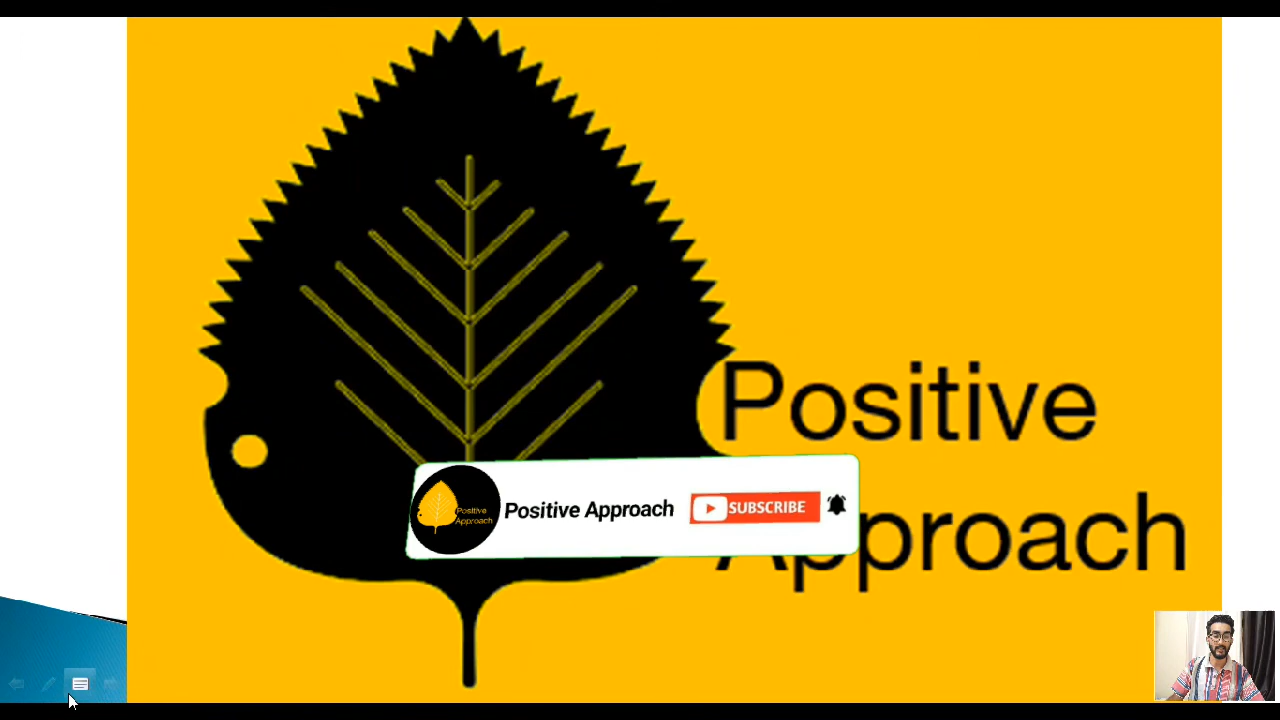 Positive
Approach
Positive
Approach
Positive Approach
SUBSCRIBE